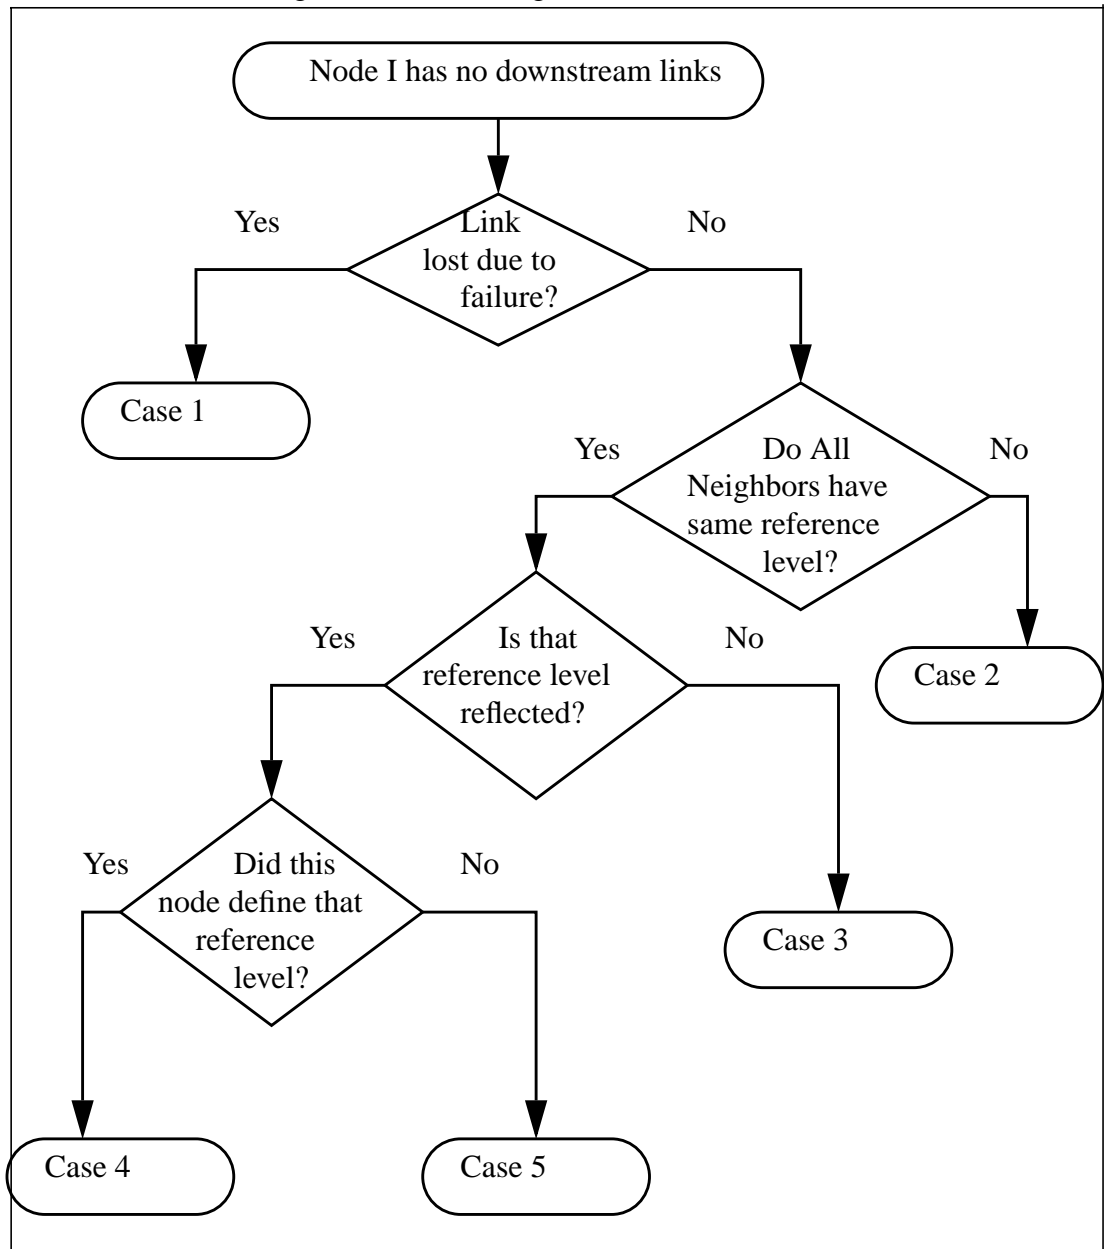 Node I has no downstream links
Yes
No
Link
lost due to
failure?
Case 1
Yes
No
Do All
Neighbors have
same reference
level?
Yes
No
Is that
reference level
reflected?
Case 2
Yes
No
Did this
node define that
reference
level?
Case 3
Case 4
Case 5